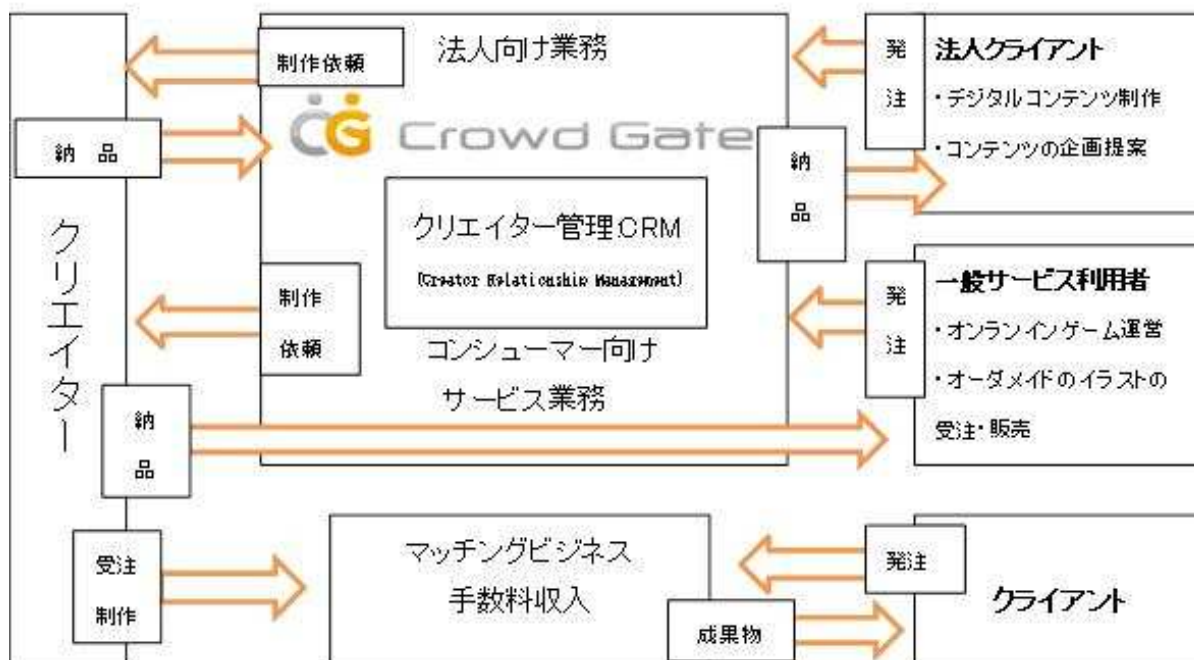 制作依頼
法人向け業務
発注
法人クライアント
・デジタルコンテンツ制作
・コンテンツの企画提案
納 品
CG Crowd Gate
納品
クリエイター管理CRM
(Creator Relationship Management)
クリエイター
制作
依頼
コンシューマー向け
サービス業務
発注
一般サービス利用者
・オンラインゲーム運営
・オーダメイドのイラストの
受注・販売
納品
受注
制作
マッチングビジネス
手数料収入
成果物
発注
クライアント